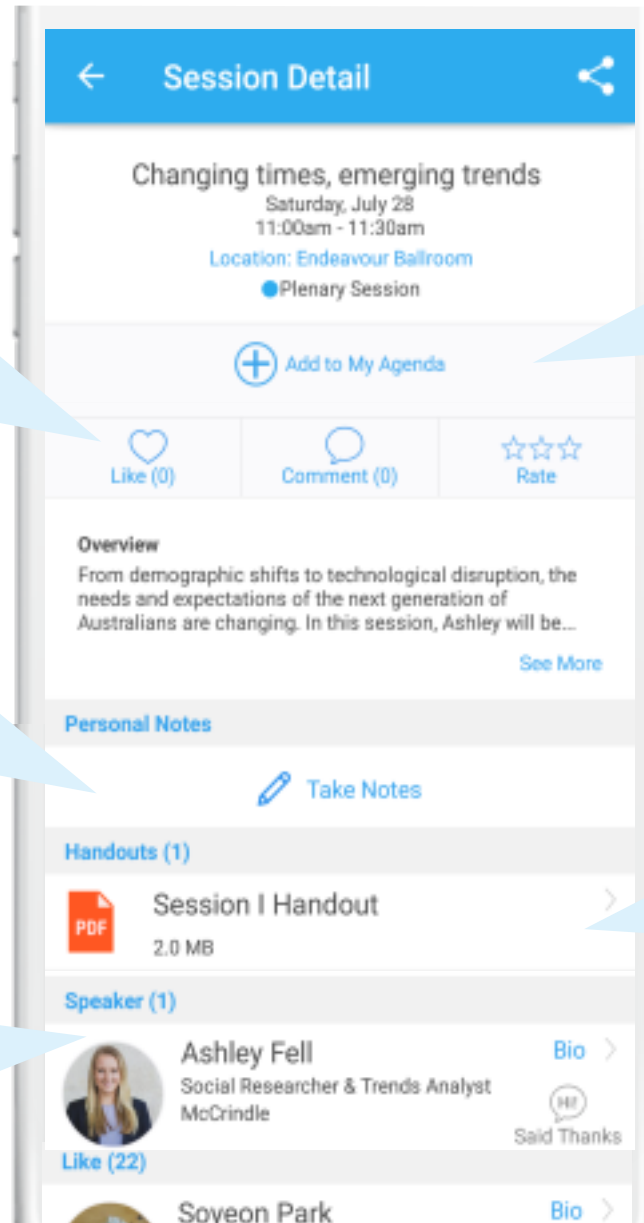 Session Detail
Changing times, emerging trends
Saturday, July 28
11:00am - 11:30am
Location: Endeavour Ballroom
Plenary Session
Add to My Agenda
Like (0)
Comment (0)
Rate
Overview
From demographic shifts to technological disruption, the
needs and expectations of the next generation of
Australians are changing. In this session, Ashley will be...
See More
Personal Notes
Take Notes
Handouts (1)
PDF
Session I Handout
2.0 MB
Speaker (1)
Ashley Fell
Bio
Social Researcher & Trends Analyst
McCrindle
Hi!
Said Thanks
Like (22)
Soyeon Park
Bio